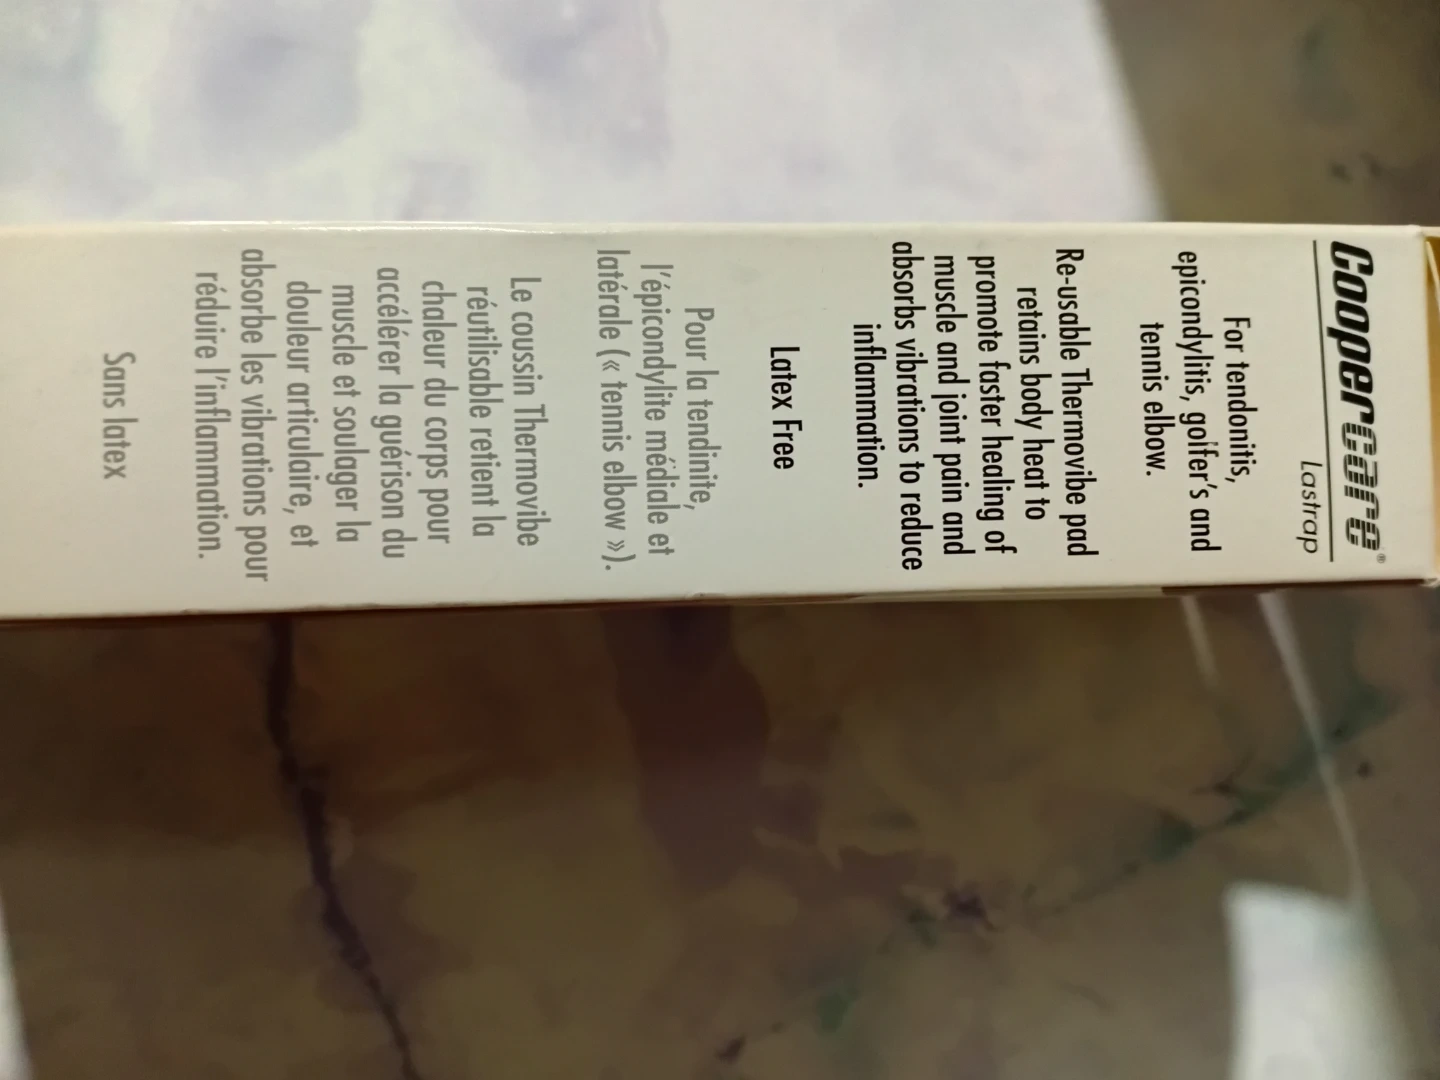 Coopercare®
Lastrap
For tendonitis,
epicondylitis, golfer's and
tennis elbow.
Re-usable Thermovibe pad
retains body heat to
promote faster healing of
muscle and joint pain and
absorbs vibrations to reduce
inflammation.
Latex Free
Pour la tendinite,
l'épicondylite médiale et
latérale (« tennis elbow »).
Le coussin Thermovibe
réutilisable retient la
chaleur du corps pour
accélérer la guérison du
muscle et soulager la
douleur articulaire, et
absorbe les vibrations pour
réduire l'inflammation.
Sans latex